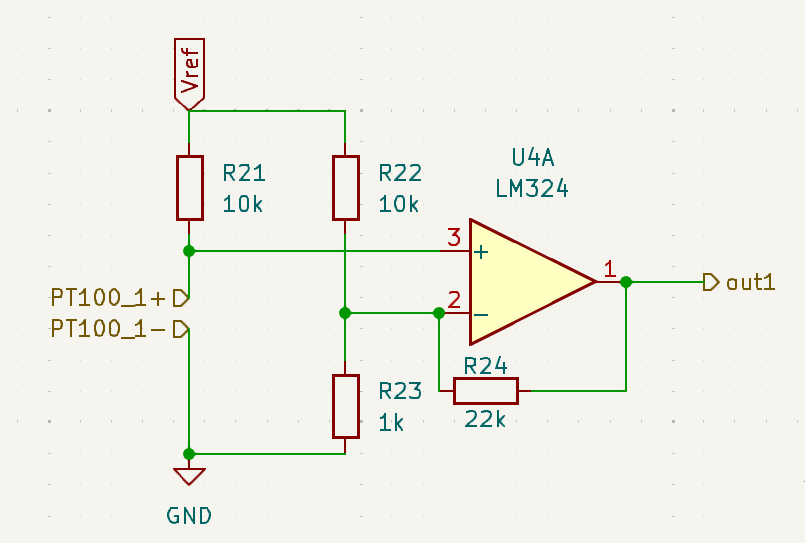 Vref
R21
10k
R22
10k
U4A
LM324
3
+
1
out1
2
−
PT100_1+
PT100_1−
R24
22k
R23
1k
GND